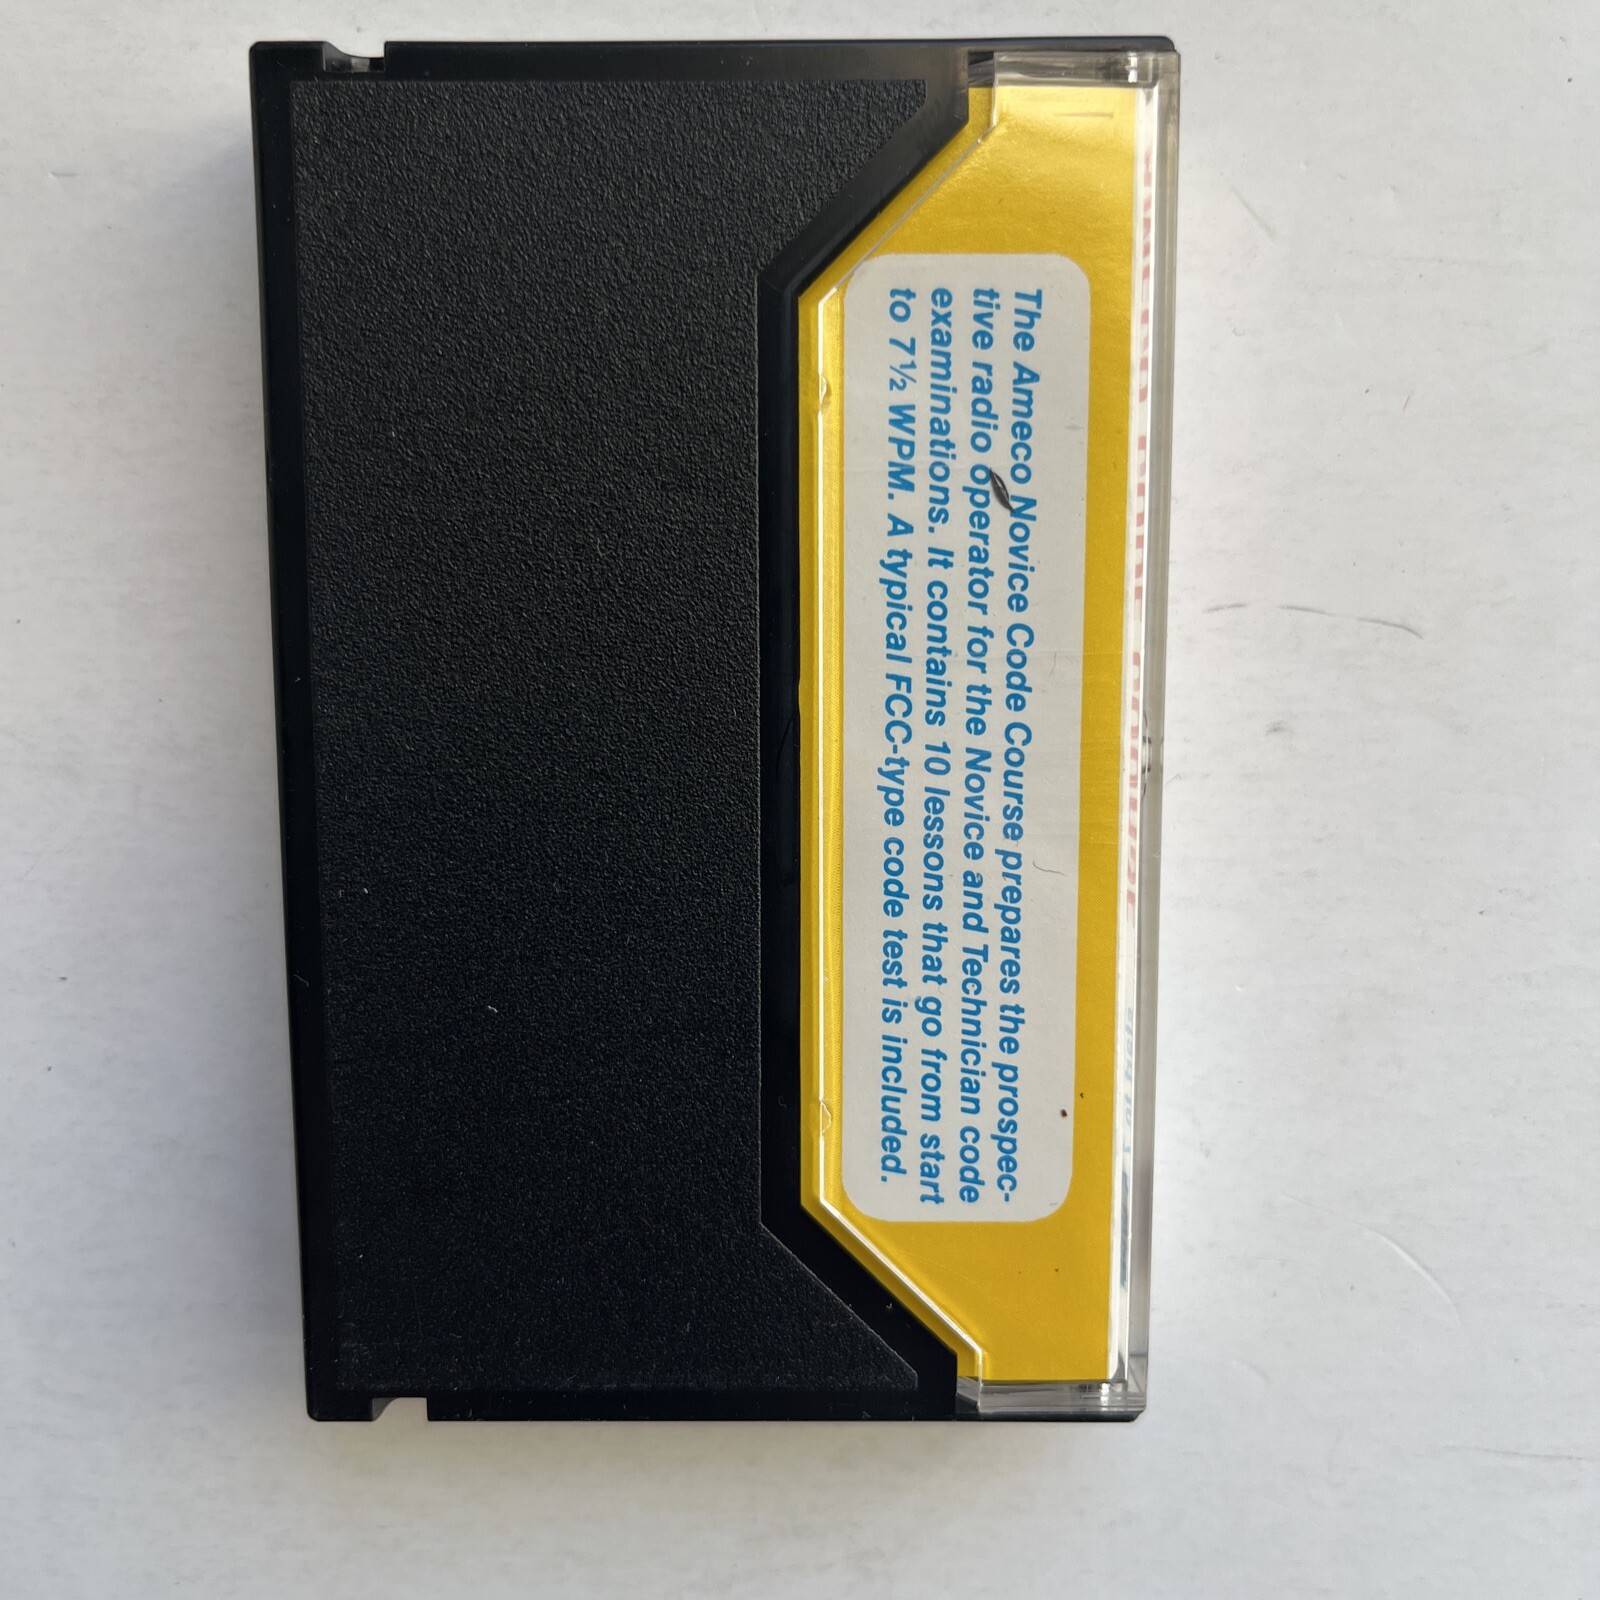 The Ameco Novice Code Course prepares the prospec-
tive radio operator for the Novice and Technician code
examinations. It contains 10 lessons that go from start
to 7½ WPM. A typical FCC-type code test is included.